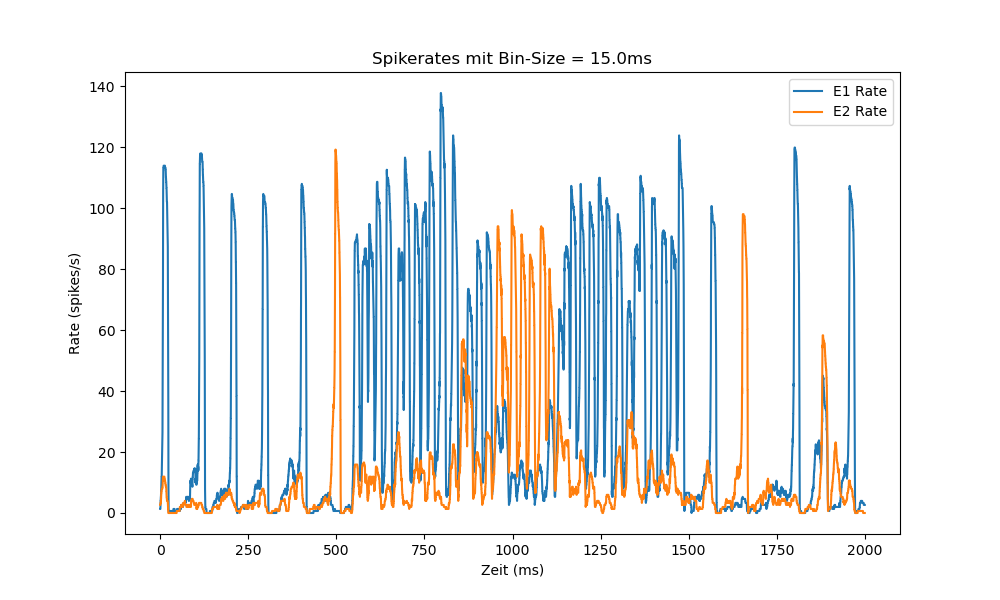 Spikerates mit Bin-Size = 15.0ms
E1 Rate
E2 Rate
140
120
100
80
60
40
20
0
Rate (spikes/s)
0 250 500 750 1000 1250 1500 1750 2000
Zeit (ms)